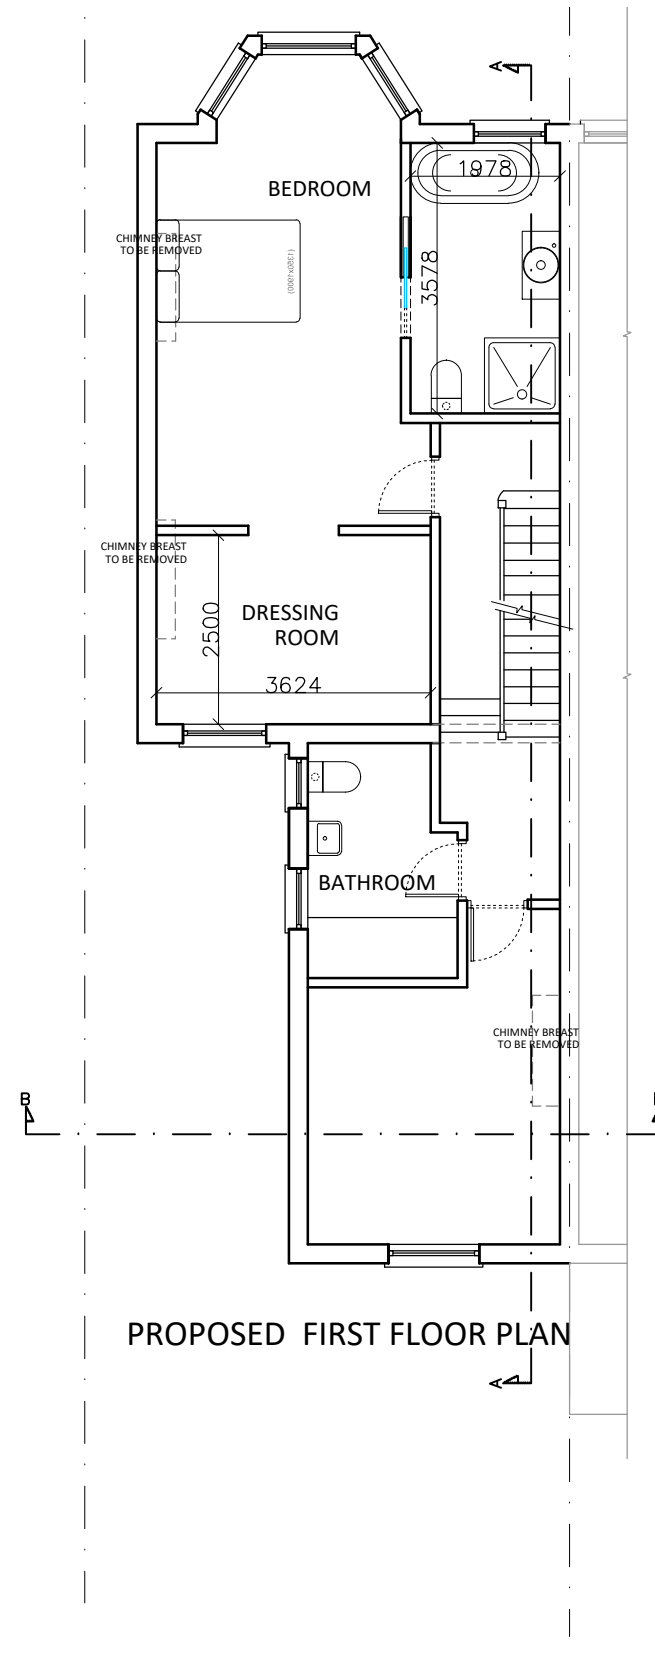 A
1978
BEDROOM
CHIMNEY BREAST
TO BE REMOVED
(1350x1900)
3578
CHIMNEY BREAST
TO BE REMOVED
DRESSING
ROOM
2500
3624
BATHROOM
CHIMNEY BREAST
TO BE REMOVED
B
PROPOSED FIRST FLOOR PLAN
A